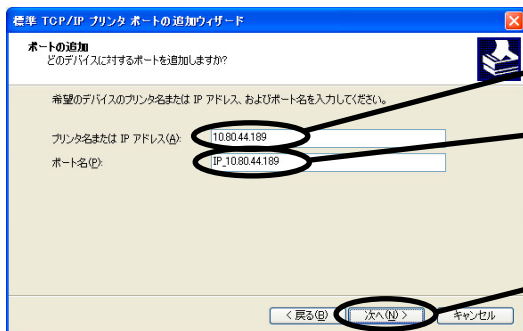 標準 TCP/IP プリンタ ポートの追加ウィザード
ポートの追加
どのデバイスに対するポートを追加しますか?
希望のデバイスのプリンタ名または IP アドレス、およびポート名を入力してください。
プリンタ名または IP アドレス(A): 10.80.44.189
ポート名(P): IP_10.80.44.189
< 戻る(B) 次へ(N) > キャンセル